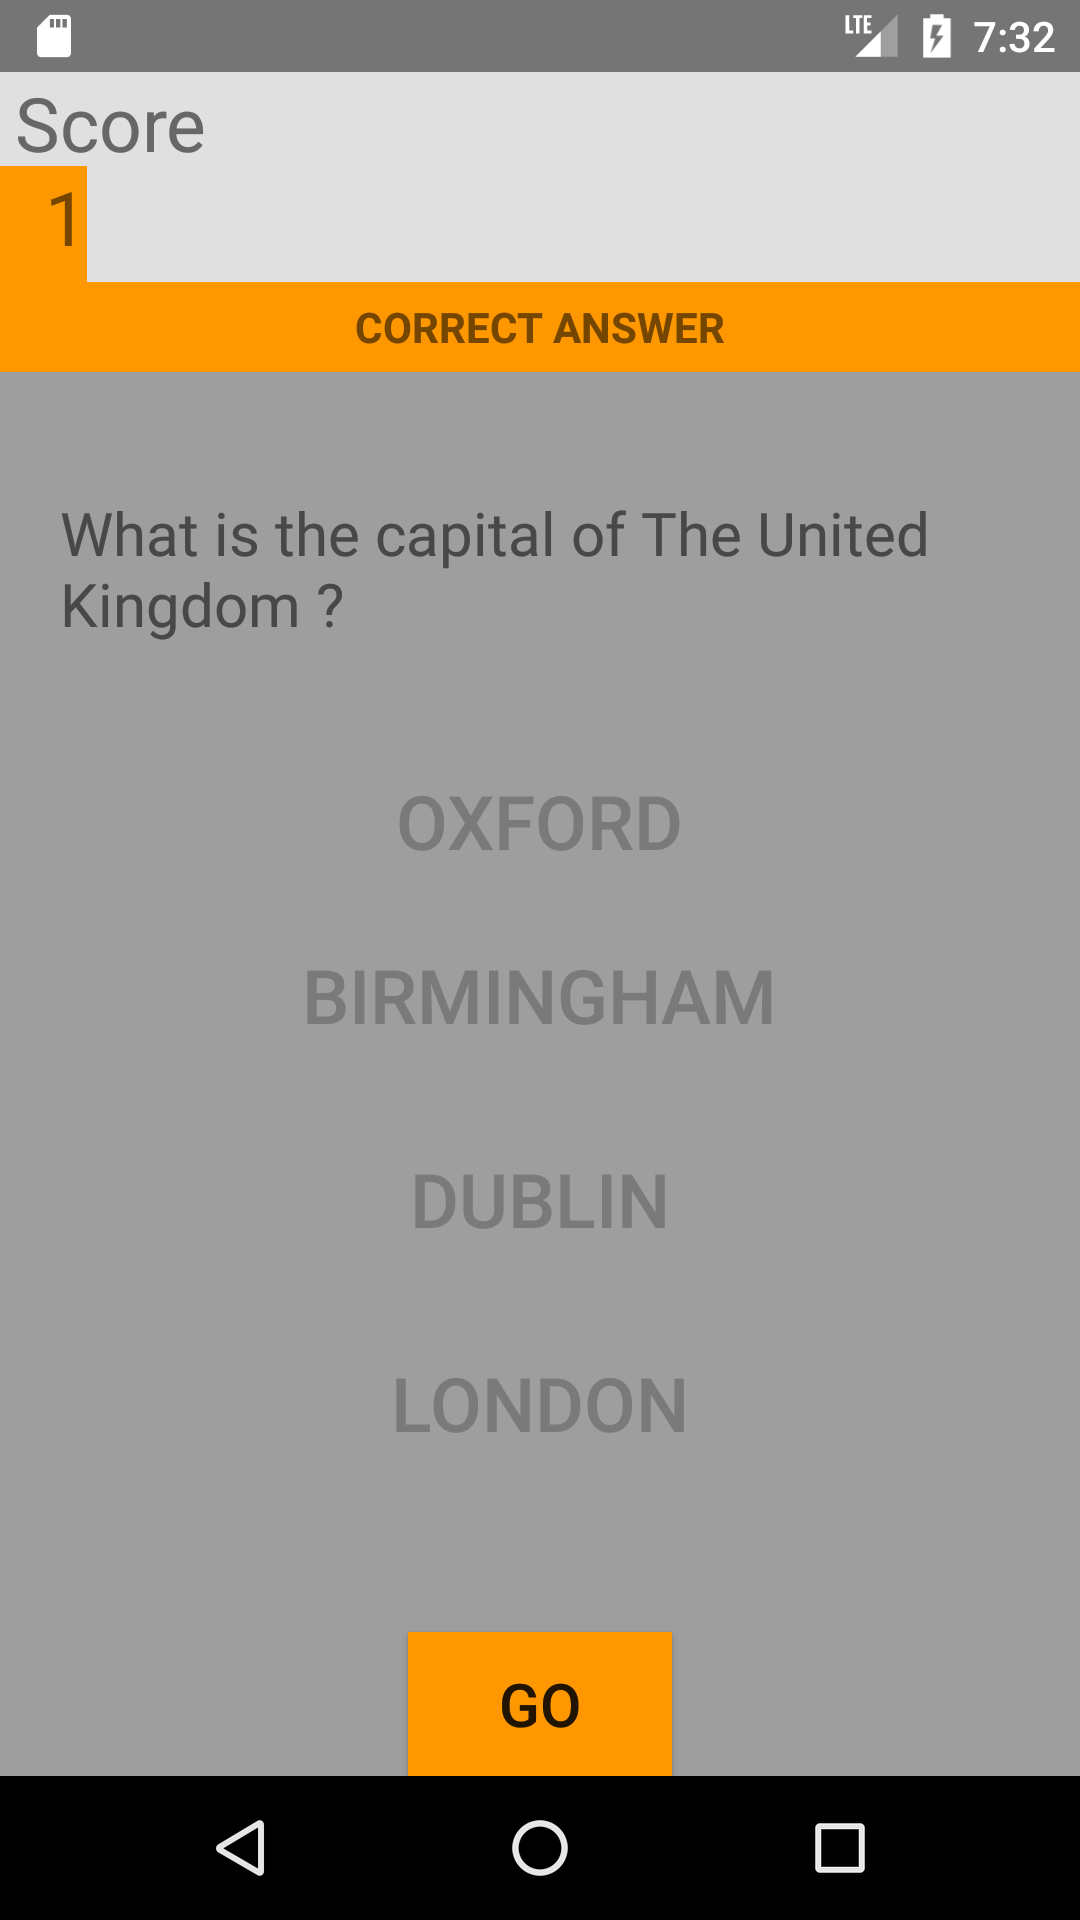 LTE 7:32
Score
1
CORRECT ANSWER
What is the capital of The United
Kingdom ?
OXFORD
BIRMINGHAM
DUBLIN
LONDON
GO